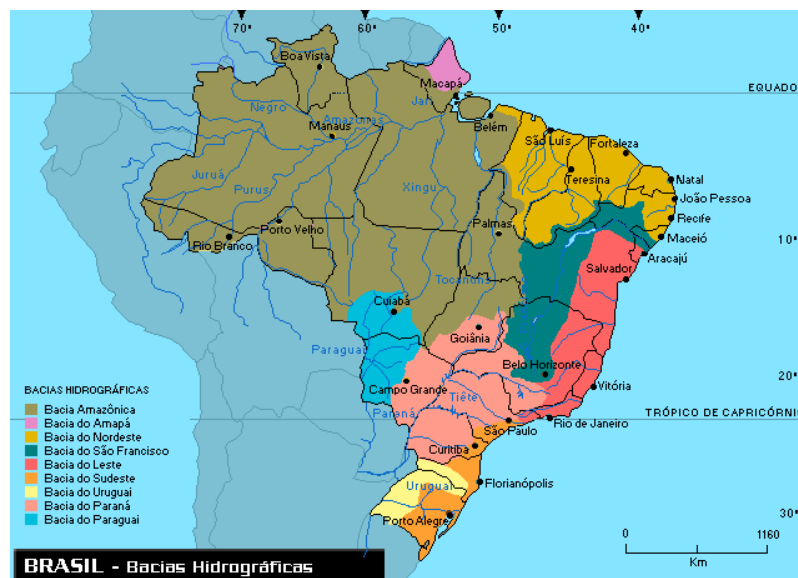 70°
60°
50°
40°
Boa Vista
Macapá
EQUADO
Negro
Jari
Amazonas
Manaus
Belém
São Luís
Fortaleza
Juruá
Purus
Xingu
Teresina
Natal
João Pessoa
Recife
Porto Velho
Palmas
Maceió
10°
Rio Branco
Aracajú
Salvador
Tocantins
Cuiabá
Goiânia
Paraguai
Belo Horizonte
20°
Campo Grande
Tiête
Vitória
Paraná
TRÓPICO DE CAPRICÓRNI
São Paulo
Rio de Janeiro
Curitiba
Uruguai
Florianópolis
Porto Alegre
30°
BACIAS HIDROGRÁFICAS
Bacia Amazônica
Bacia do Amapá
Bacia do Nordeste
Bacia do São Francisco
Bacia do Leste
Bacia do Sudeste
Bacia do Uruguai
Bacia do Paraná
Bacia do Paraguai
0 1160
Km
BRASIL - Bacias Hidrográficas